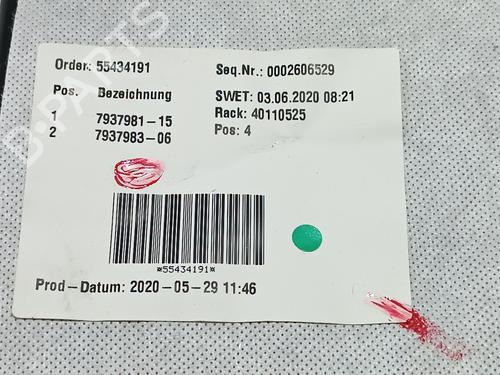 Order: 55434191
Seq.Nr.: 0002606529
Pos. Bezeichnung
SWET: 03.06.2020 08:21
1 7937981-15
Rack: 40110525
2 7937983-06
Pos: 4
*55434191*
Prod-Datum: 2020-05-29 11:46
D-PARTS